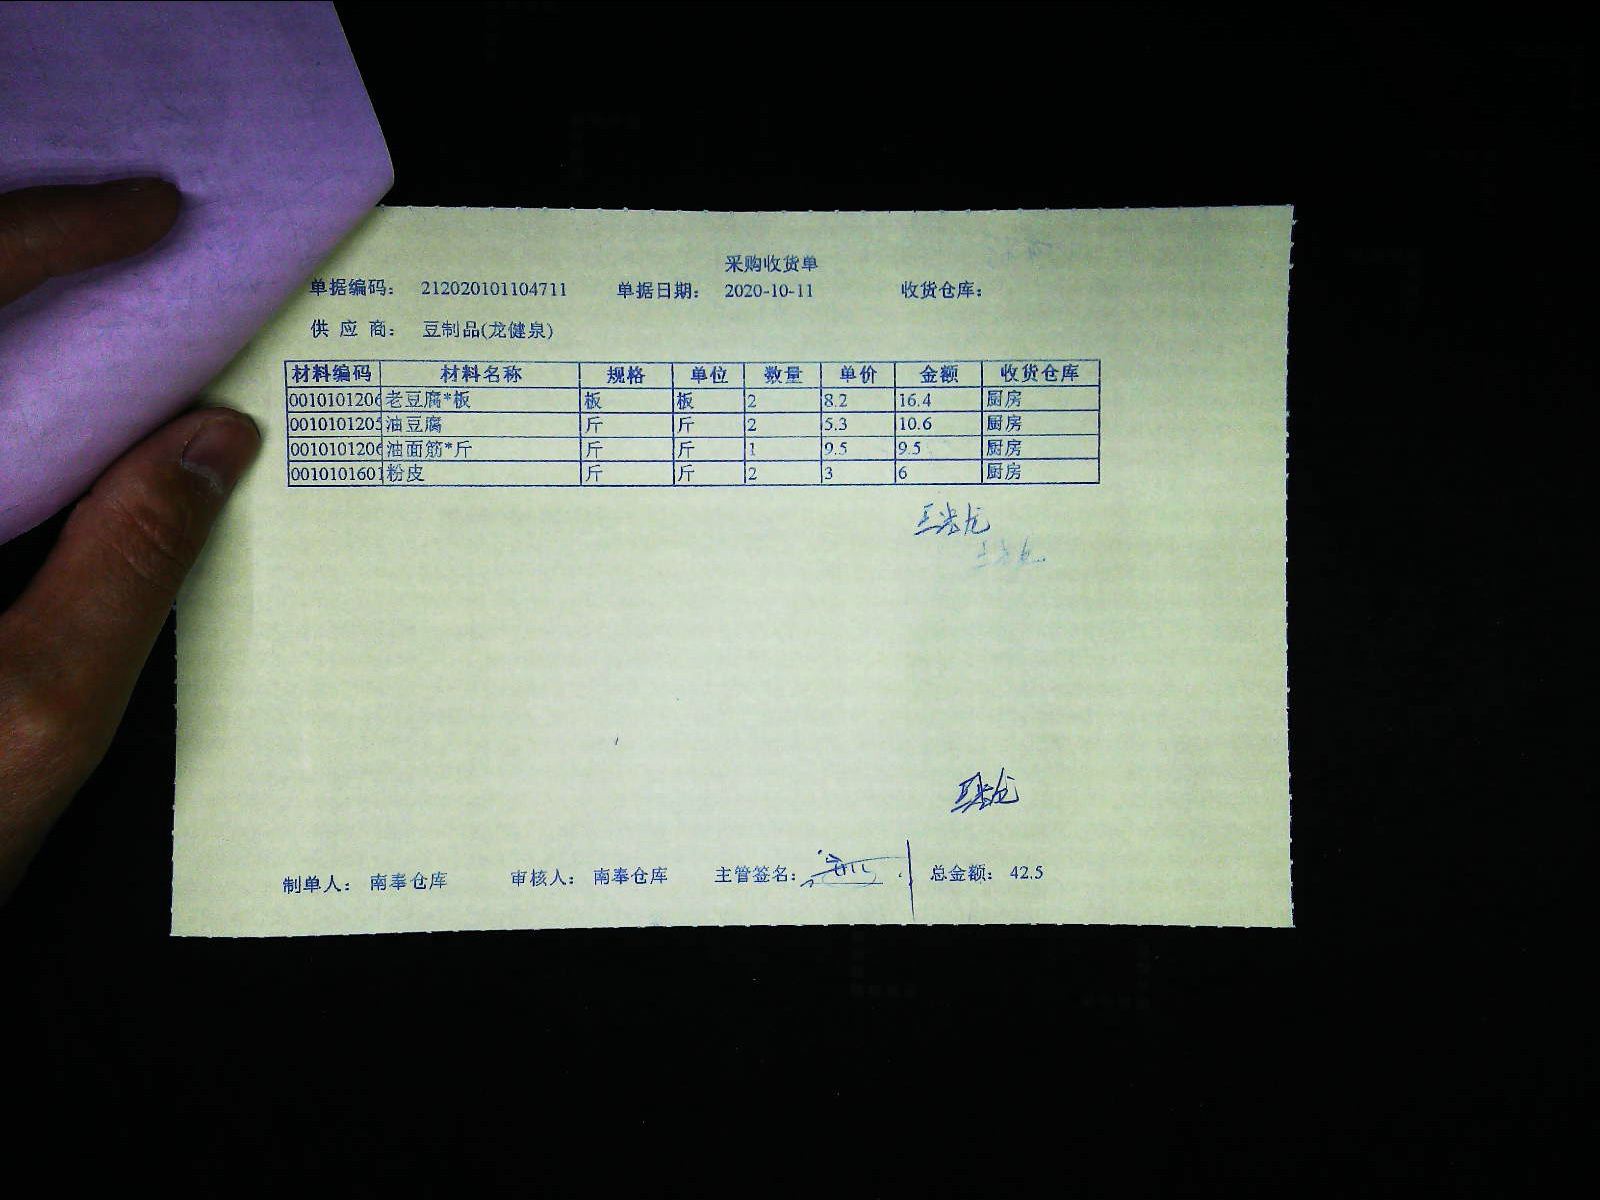 采购收货单
单据编码： 212020101104711 单据日期： 2020-10-11 收货仓库：
供 应 商： 豆制品(龙健泉)
材料编码 材料名称 规格 单位 数量 单价 金额 收货仓库
0010101206 老豆腐*板 板 板 2 8.2 16.4 厨房
0010101205 油豆腐 斤 斤 2 5.3 10.6 厨房
0010101206 油面筋*斤 斤 斤 1 9.5 9.5 厨房
0010101601 粉皮 斤 斤 2 3 6 厨房
制单人： 南奉仓库 审核人： 南奉仓库 主管签名： 总金额： 42.5